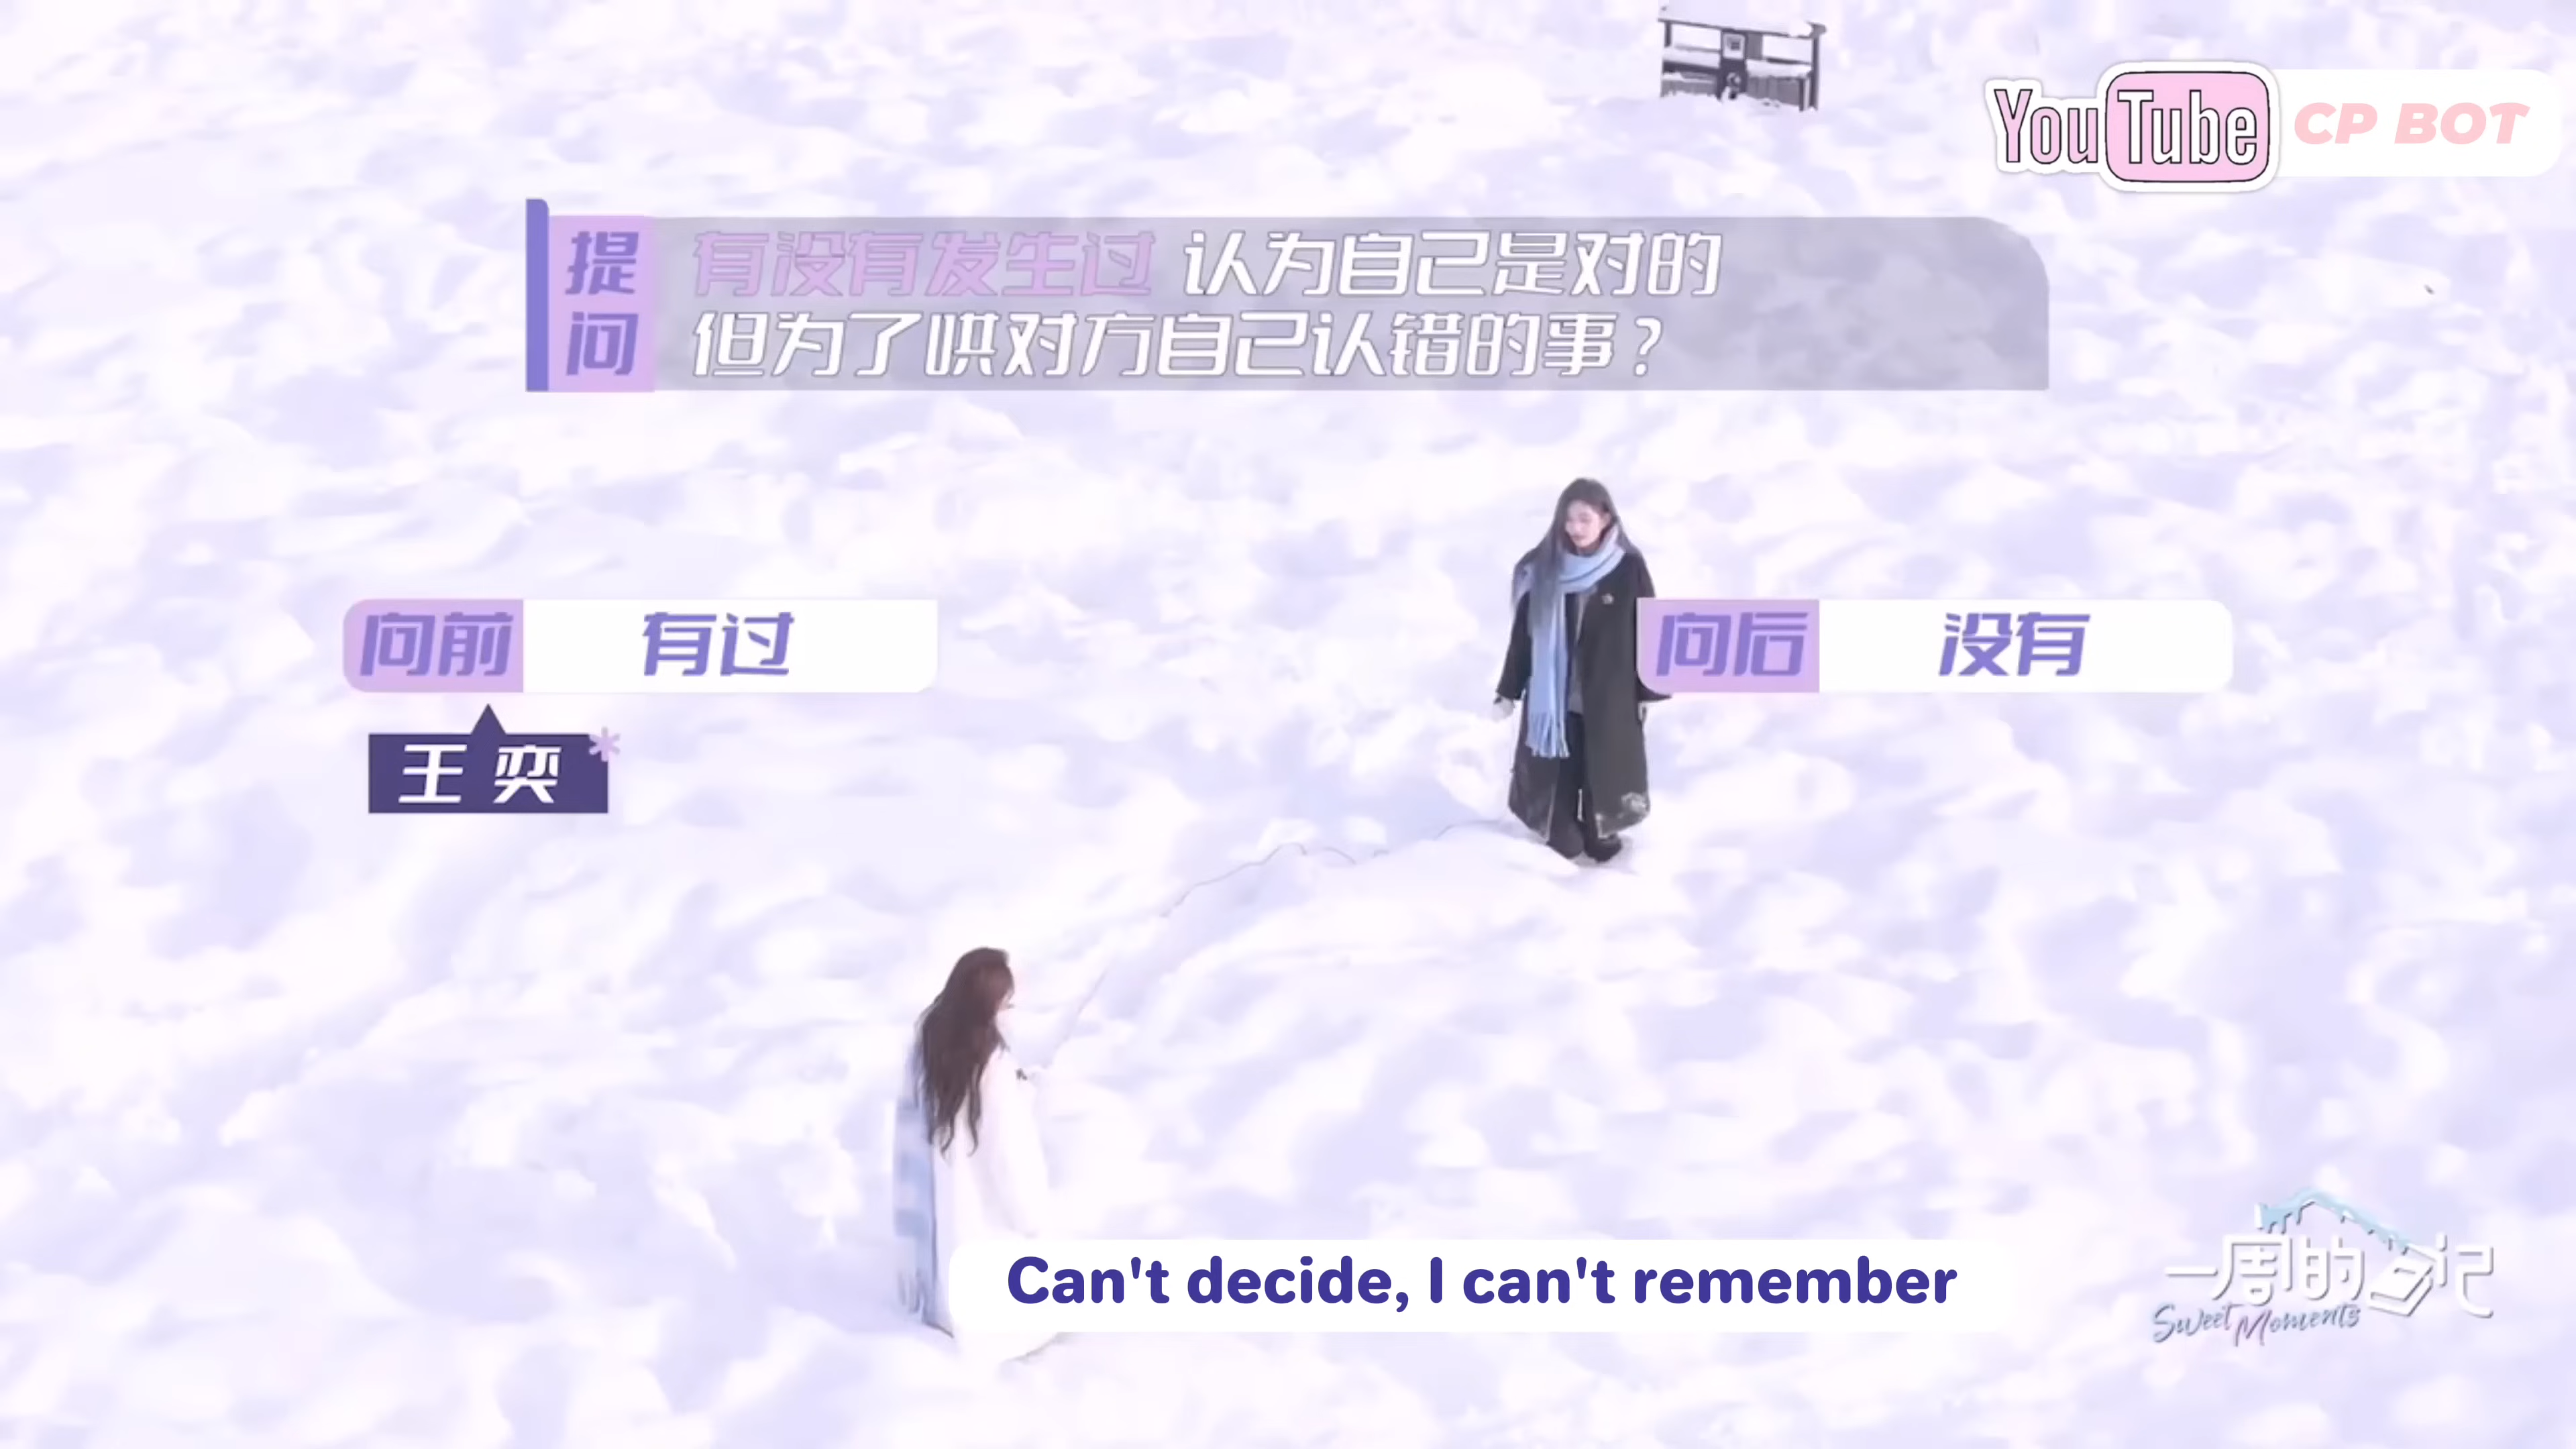 YouTube CP BOT
提问
有没有发生过 认为自己是对的
但为了哄对方自己认错的事?
向前 有过
向后 没有
王奕
Can't decide, I can't remember
一周的日记
Sweet Moments